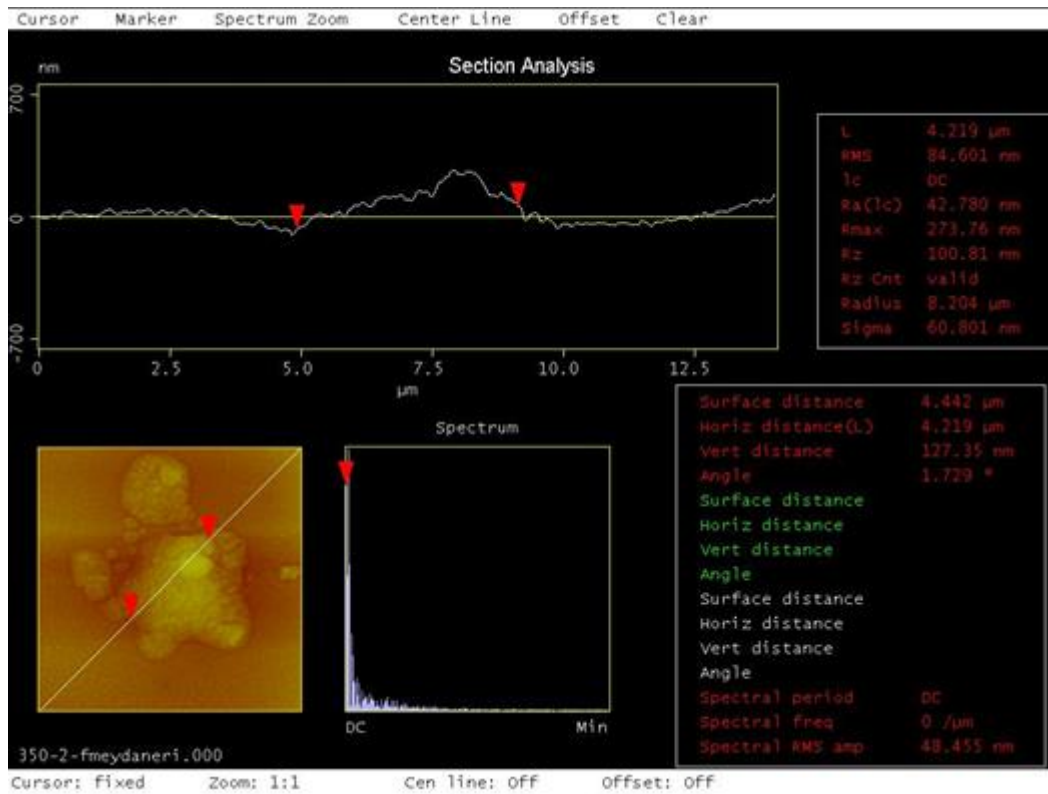 Cursor Marker Spectrum Zoom Center Line Offset Clear
nm
Section Analysis
700
0
-700
0 2.5 5.0 7.5 10.0 12.5
µm
L 4.219 µm
RMS 84.601 nm
lc DC
Ra(lc) 42.780 nm
Rmax 273.76 nm
Rz 100.81 nm
Rz Cnt valid
Radius 8.204 µm
Sigma 60.801 nm
Surface distance 4.442 µm
Horiz distance(L) 4.219 µm
Vert distance 127.35 nm
Angle 1.729 °
Surface distance
Horiz distance
Vert distance
Angle
Surface distance
Horiz distance
Vert distance
Angle
Spectral period DC
Spectral freq 0 /µm
Spectral RMS amp 48.455 nm
Spectrum
DC Min
350-2-fmeydaneri.000
Cursor: fixed Zoom: 1:1 Cen line: Off Offset: Off